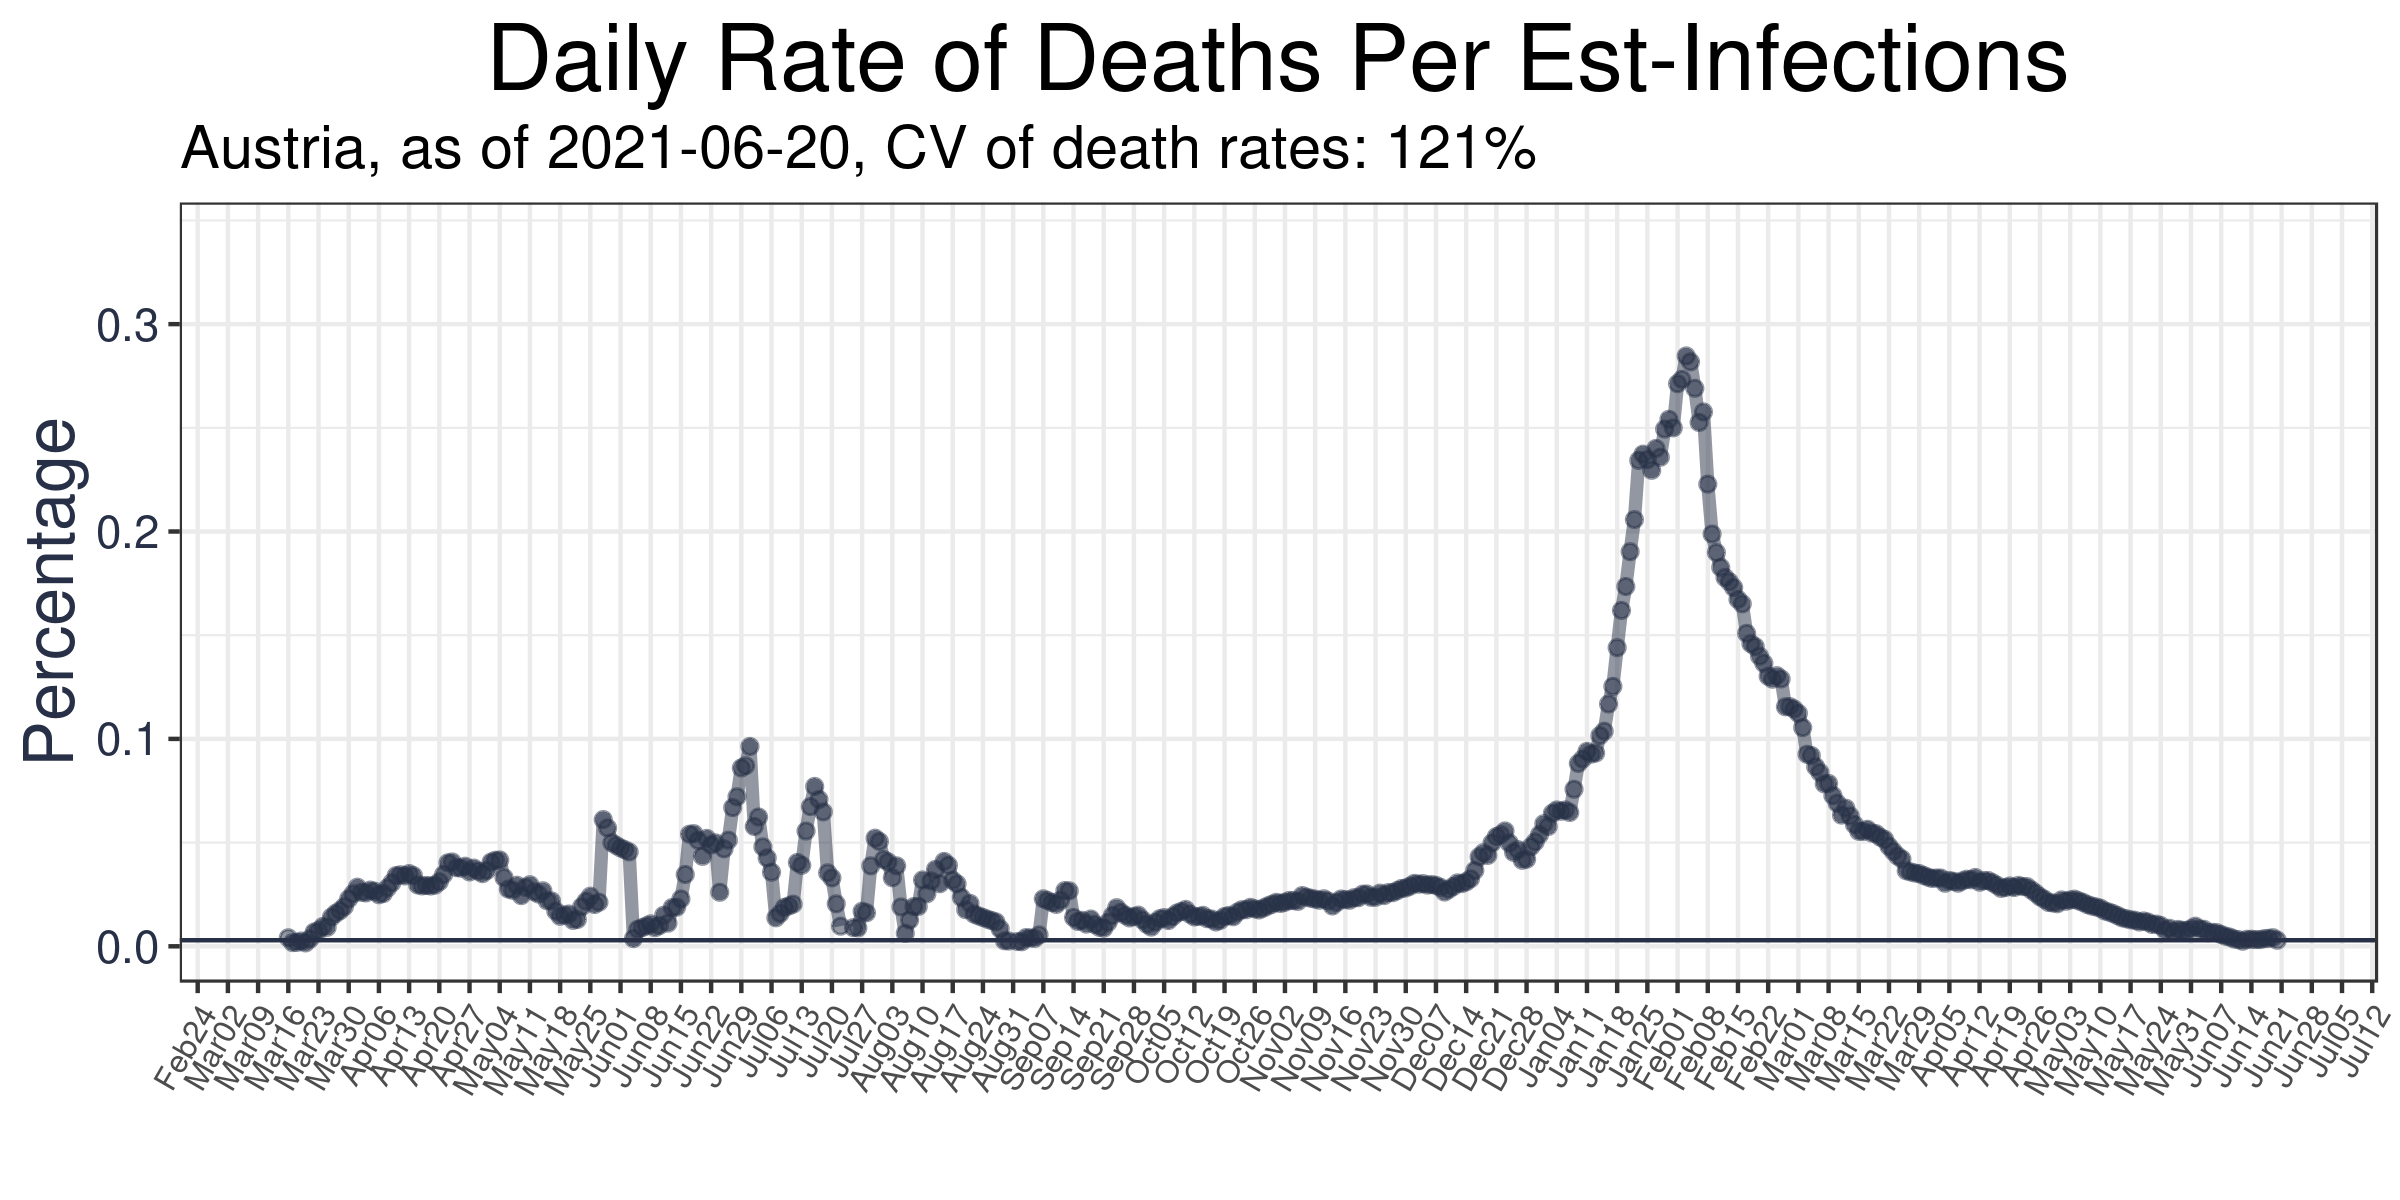 Daily Rate of Deaths Per Est-Infections
Austria, as of 2021-06-20, CV of death rates: 121%
Percentage
0.3
0.2
0.1
0.0
Feb24
Mar02
Mar09
Mar16
Mar23
Mar30
Apr06
Apr13
Apr20
Apr27
May04
May11
May18
May25
Jun01
Jun08
Jun15
Jun22
Jun29
Jul06
Jul13
Jul20
Jul27
Aug03
Aug10
Aug17
Aug24
Aug31
Sep07
Sep14
Sep21
Sep28
Oct05
Oct12
Oct19
Oct26
Nov02
Nov09
Nov16
Nov23
Nov30
Dec07
Dec14
Dec21
Dec28
Jan04
Jan11
Jan18
Jan25
Feb01
Feb08
Feb15
Feb22
Mar01
Mar08
Mar15
Mar22
Mar29
Apr05
Apr12
Apr19
Apr26
May03
May10
May17
May24
May31
Jun07
Jun14
Jun21
Jun28
Jul05
Jul12